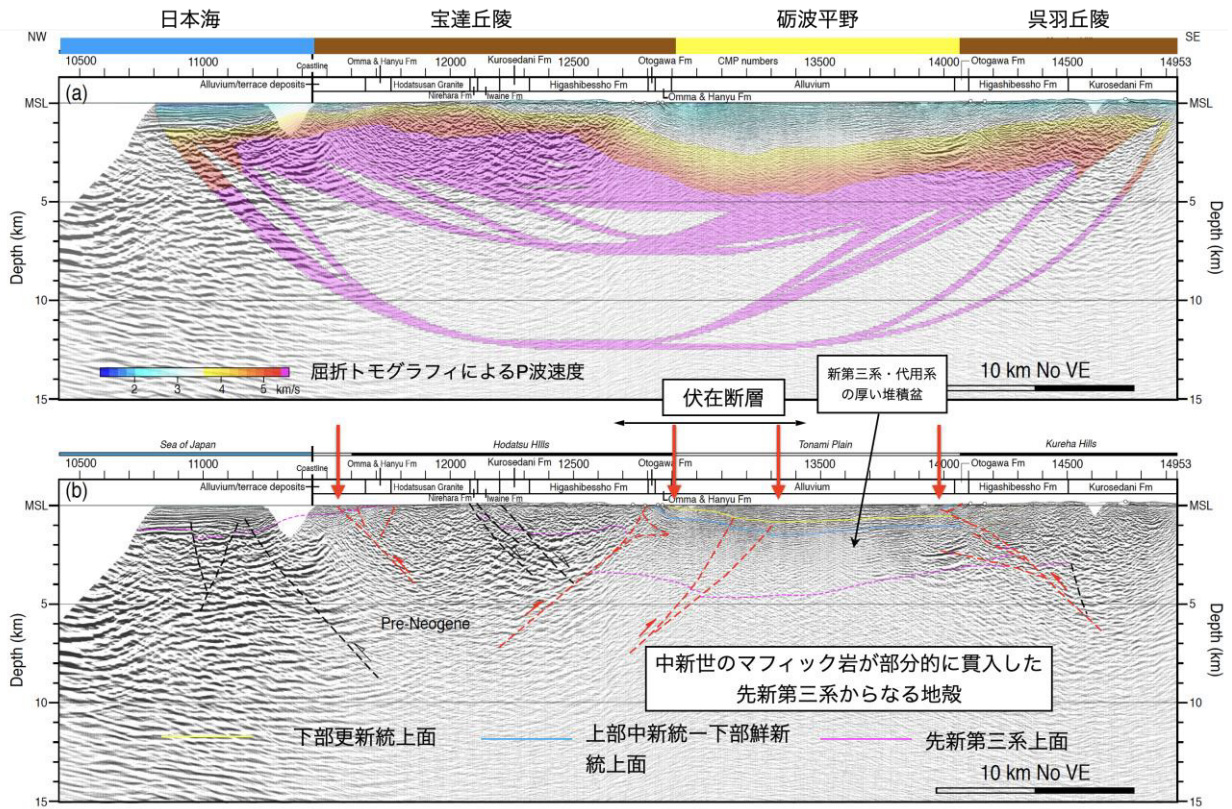 日本海 宝達丘陵 砺波平野 呉羽丘陵
NW SE
10500 11000 Coastline Omma & Hanyu Fm 12000 Kurosedani Fm 12500 Otogawa Fm CMP numbers 13500 14000 Otogawa Fm 14500 14953
Alluvium/terrace deposits Hodatsusan Granite Higashibessho Fm Alluvium Higashibessho Fm Kurosedani Fm
Nirehara Fm Iwaine Fm Omma & Hanyu Fm
(a)
MSL MSL
5 5
Depth (km) Depth (km)
10 10
屈折トモグラフィによるP波速度
2 3 4 5 km/s
10 km No VE
15 15
伏在断層
新第三系・代用系
の厚い堆積盆
Sea of Japan Hodatsu HIlls Tonami Plain Kureha Hills
10500 11000 Coastline Omma & Hanyu Fm 12000 Kurosedani Fm 12500 Otogawa Fm 13500 14000 Otogawa Fm 14500 14953
Alluvium/terrace deposits Hodatsusan Granite Higashibessho Fm Alluvium Higashibessho Fm Kurosedani Fm
Nirehara Fm Iwaine Fm Omma & Hanyu Fm
(b)
MSL MSL
5 5
Pre-Neogene
Depth (km) Depth (km)
中新世のマフィック岩が部分的に貫入した
先新第三系からなる地殻
10 10
下部更新統上面
上部中新統ー下部鮮新
統上面
先新第三系上面
10 km No VE
15 15